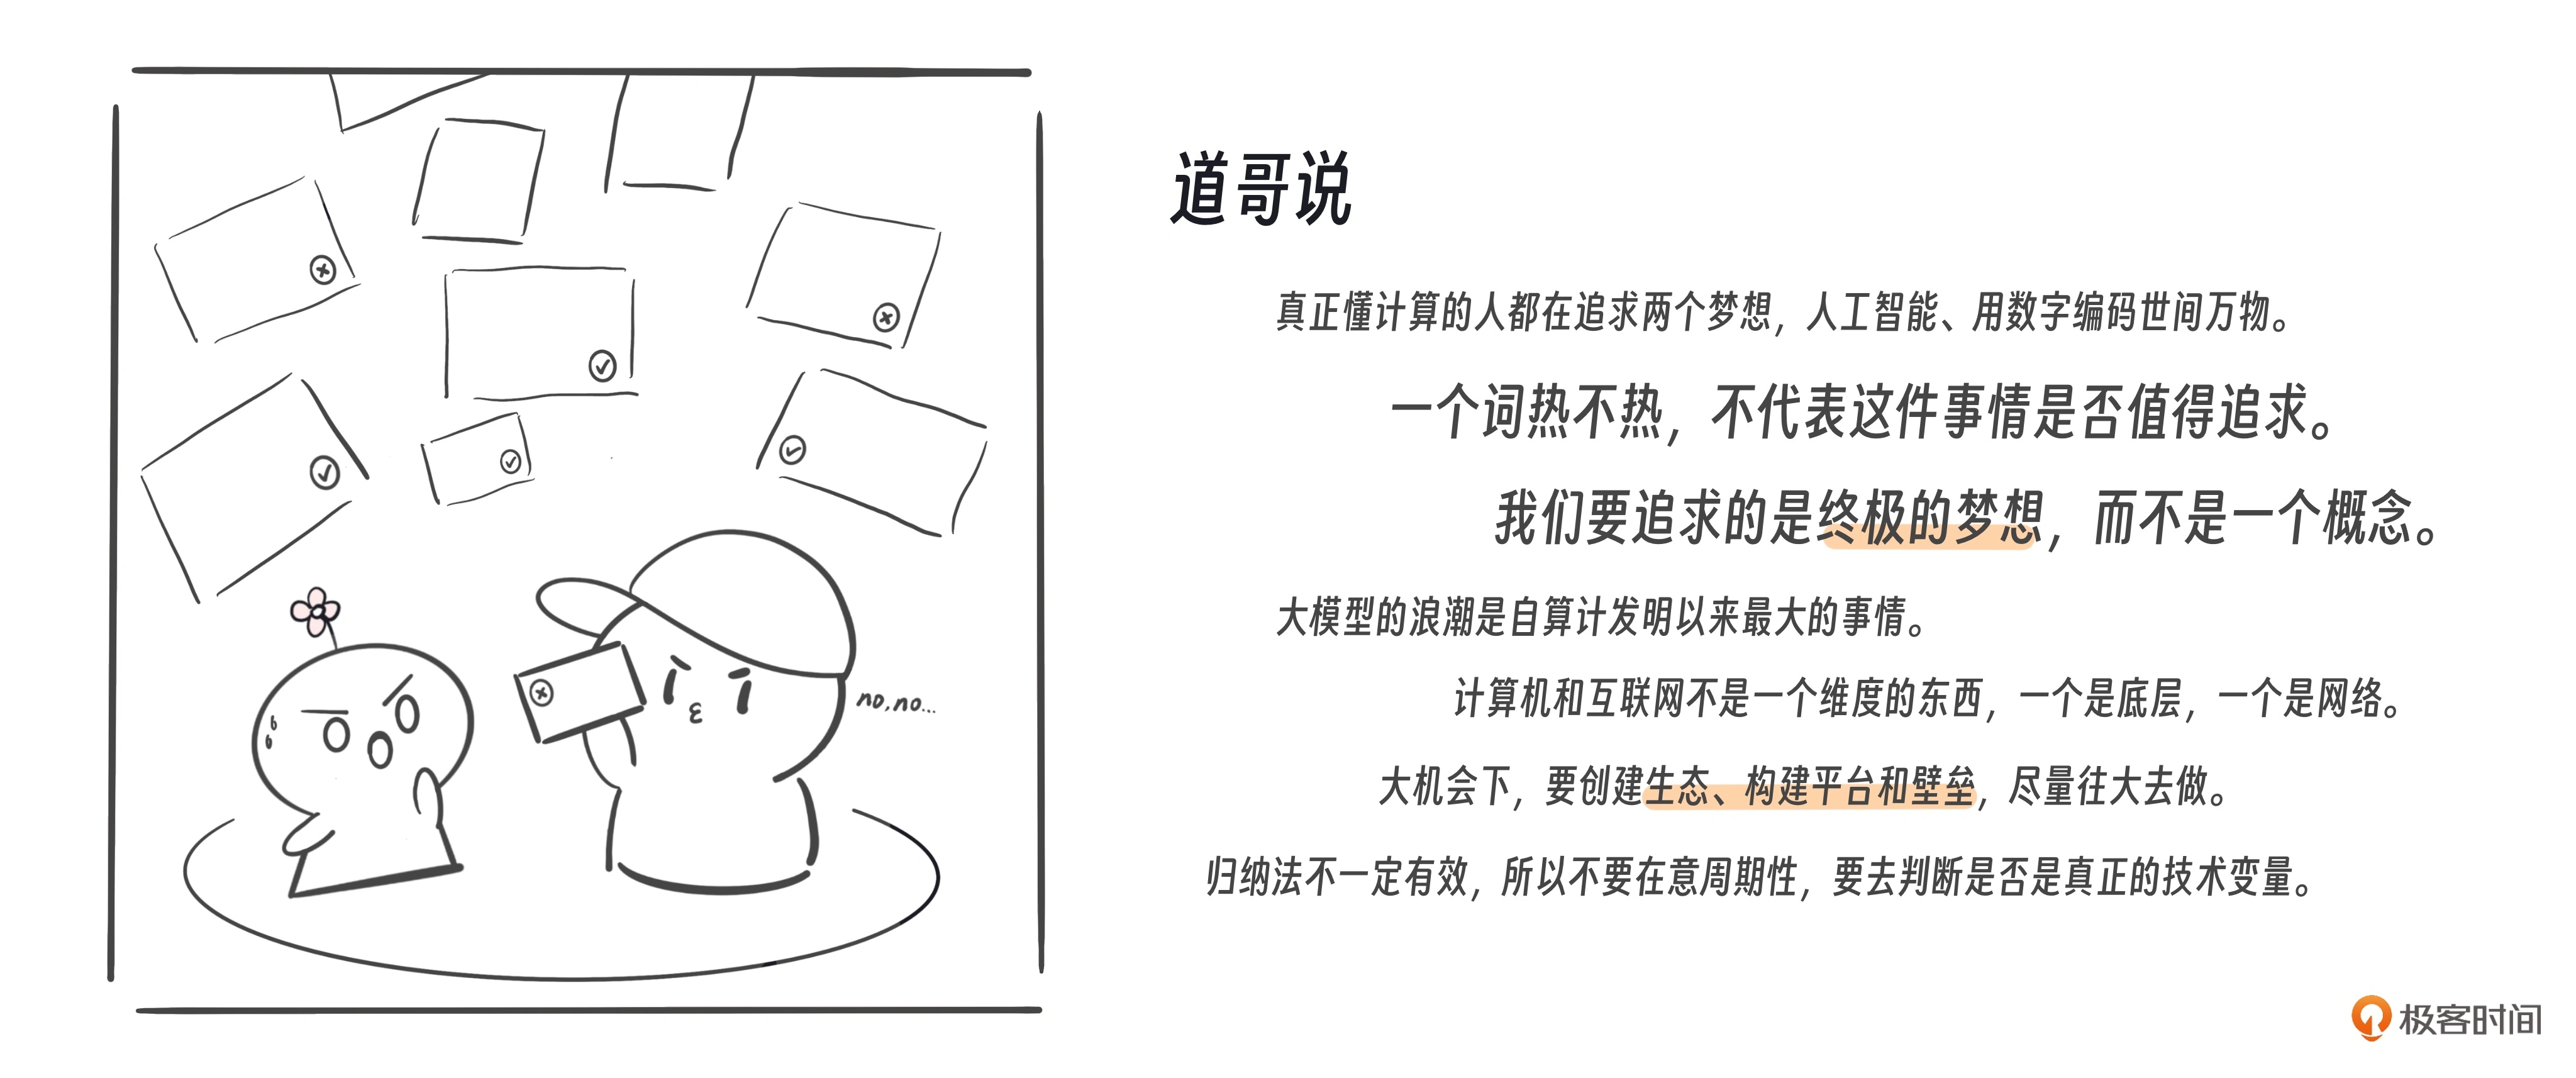 道哥说
真正懂计算的人都在追求两个梦想，人工智能、用数字编码世间万物。
一个词热不热，不代表这件事情是否值得追求。
我们要追求的是终极的梦想，而不是一个概念。
大模型的浪潮是自算计发明以来最大的事情。
计算机和互联网不是一个维度的东西，一个是底层，一个是网络。
大机会下，要创建生态、构建平台和壁垒，尽量往大去做。
归纳法不一定有效，所以不要在意周期性，要去判断是否是真正的技术变量。
no,no...
极客时间